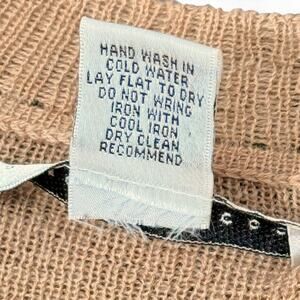 HAND WASH IN
COLD WATER
LAY FLAT TO DRY
DO NOT WRING
IRON WITH
COOL IRON
DRY CLEAN
RECOMMEND